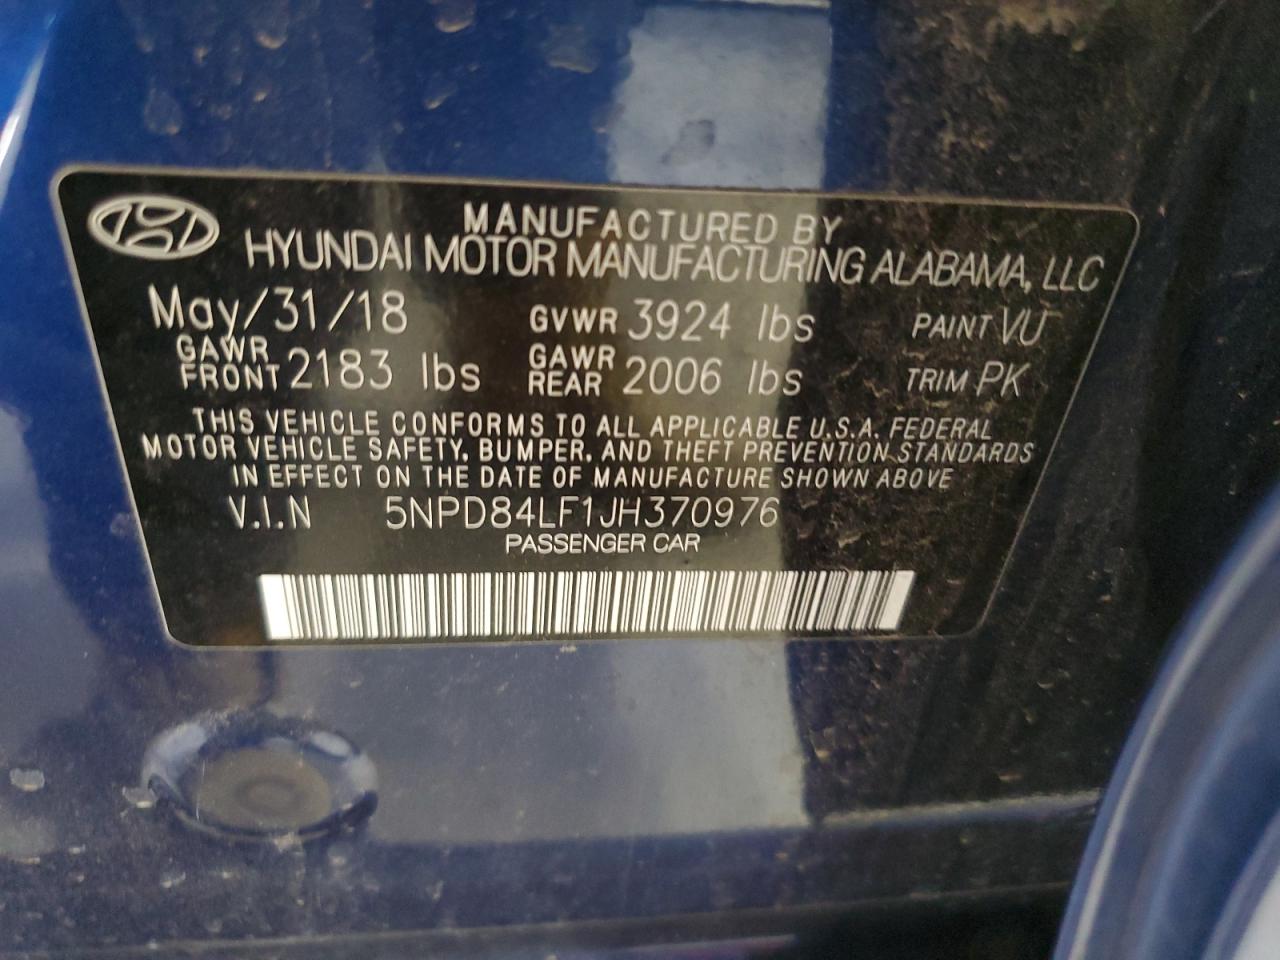 MANUFACTURED BY
HYUNDAI MOTOR MANUFACTURING ALABAMA, LLC
May/31/18 GVWR 3924 lbs PAINT VU
GAWR FRONT 2183 lbs GAWR REAR 2006 lbs TRIM PK
THIS VEHICLE CONFORMS TO ALL APPLICABLE U.S.A. FEDERAL
MOTOR VEHICLE SAFETY, BUMPER, AND THEFT PREVENTION STANDARDS
IN EFFECT ON THE DATE OF MANUFACTURE SHOWN ABOVE
V.I.N 5NPD84LF1JH370976
PASSENGER CAR